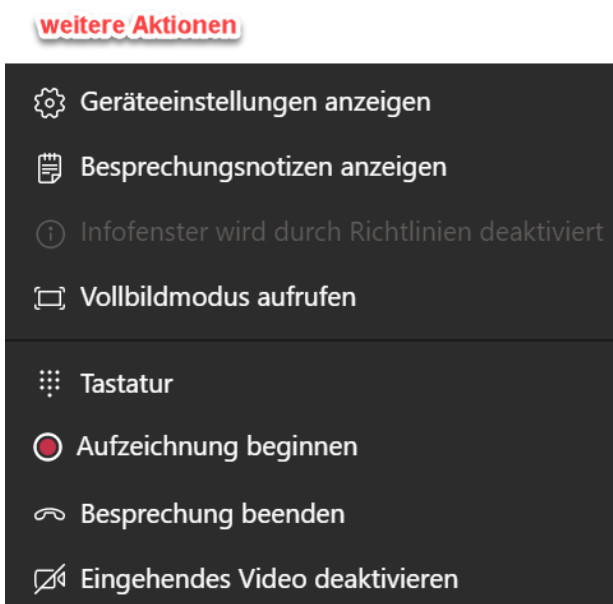 weitere Aktionen
Geräteeinstellungen anzeigen
Besprechungsnotizen anzeigen
Infofenster wird durch Richtlinien deaktiviert
Vollbildmodus aufrufen
Tastatur
Aufzeichnung beginnen
Besprechung beenden
Eingehendes Video deaktivieren